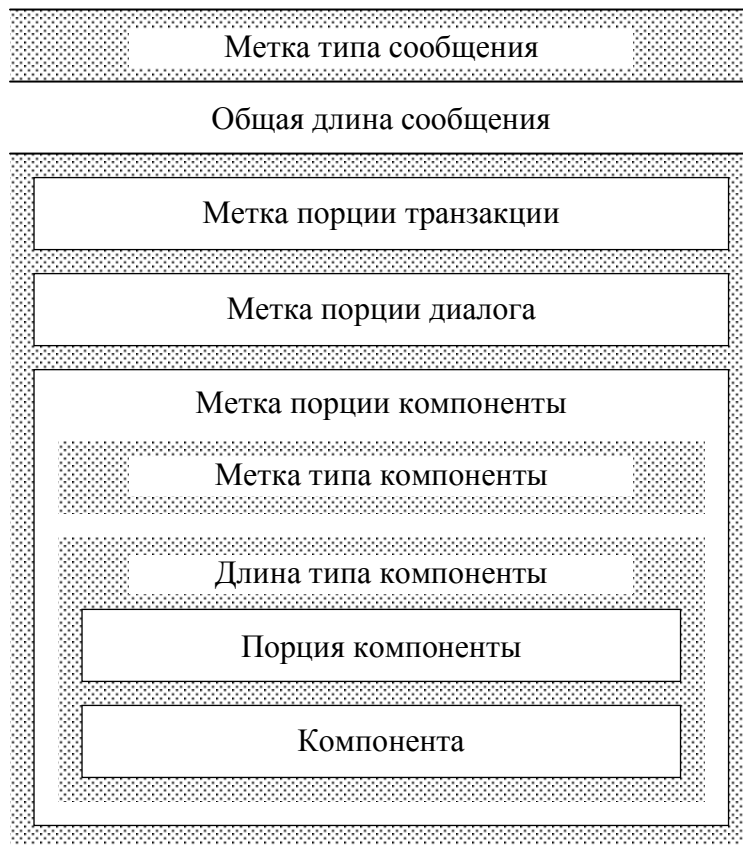 Метка типа сообщения
Общая длина сообщения
Метка порции транзакции
Метка порции диалога
Метка порции компоненты
Метка типа компоненты
Длина типа компоненты
Порция компоненты
Компонента